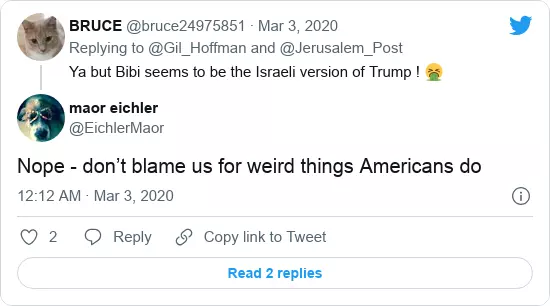 BRUCE @bruce24975851 · Mar 3, 2020
Replying to @Gil_Hoffman and @Jerusalem_Post
Ya but Bibi seems to be the Israeli version of Trump ! 🤮
maor eichler
@EichlerMaor
Nope - don’t blame us for weird things Americans do
12:12 AM · Mar 3, 2020
2 Reply Copy link to Tweet
Read 2 replies